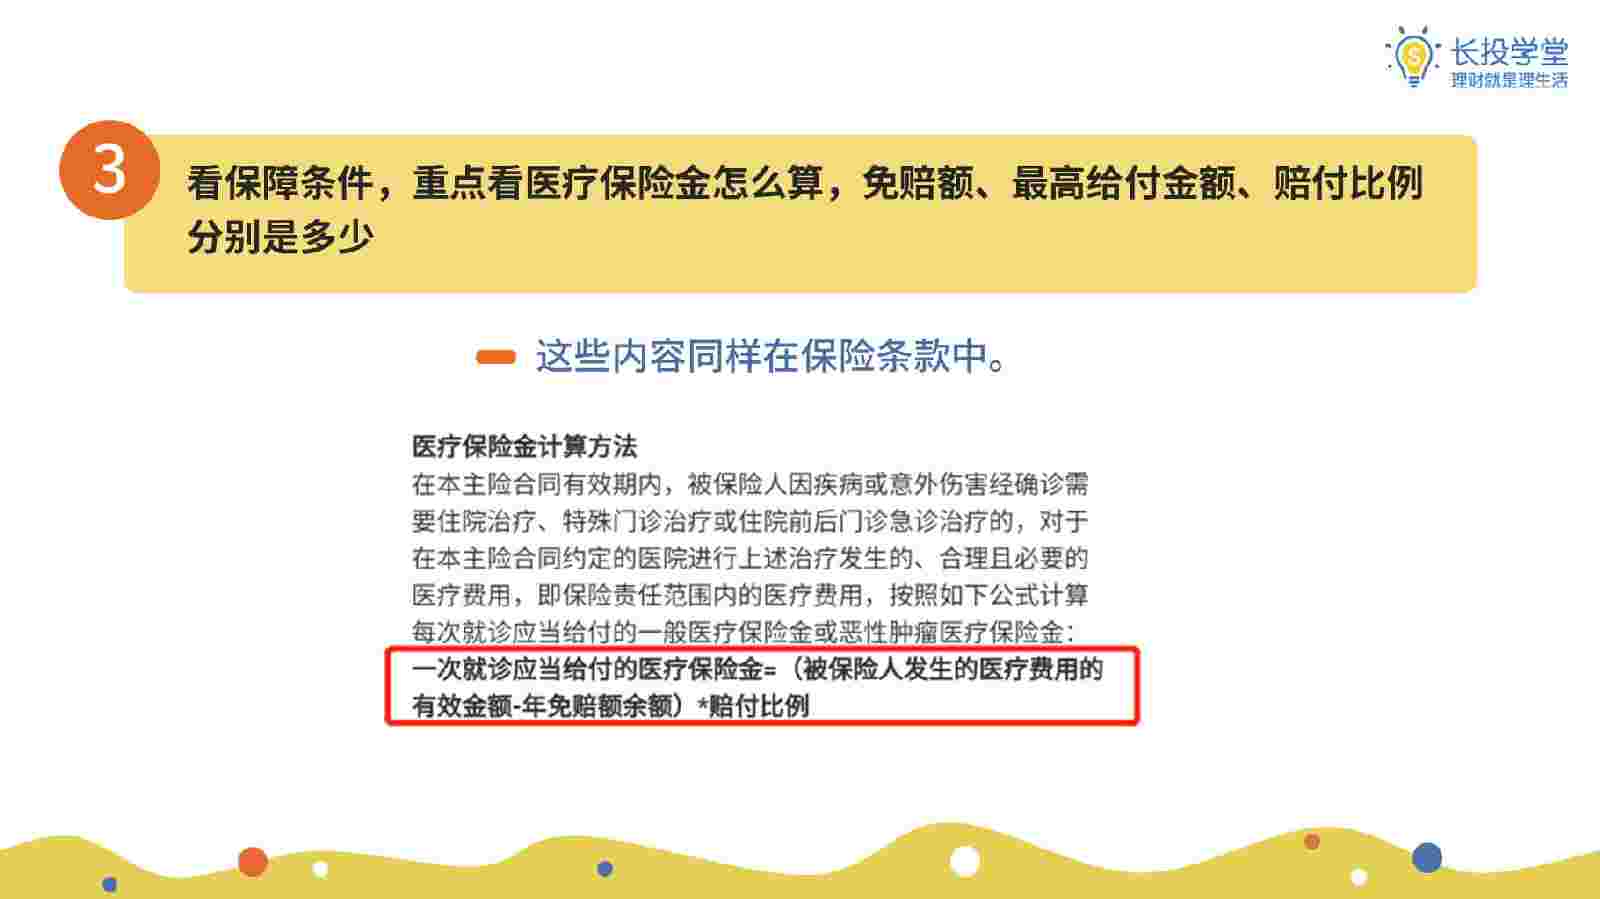 长投学堂
理财就是理生活
3
看保障条件，重点看医疗保险金怎么算，免赔额、最高给付金额、赔付比例
分别是多少
这些内容同样在保险条款中。
医疗保险金计算方法
在本主险合同有效期内，被保险人因疾病或意外伤害经确诊需
要住院治疗、特殊门诊治疗或住院前后门诊急诊治疗的，对于
在本主险合同约定的医院进行上述治疗发生的、合理且必要的
医疗费用，即保险责任范围内的医疗费用，按照如下公式计算
每次就诊应当给付的一般医疗保险金或恶性肿瘤医疗保险金：
一次就诊应当给付的医疗保险金=（被保险人发生的医疗费用的
有效金额-年免赔额余额）*赔付比例